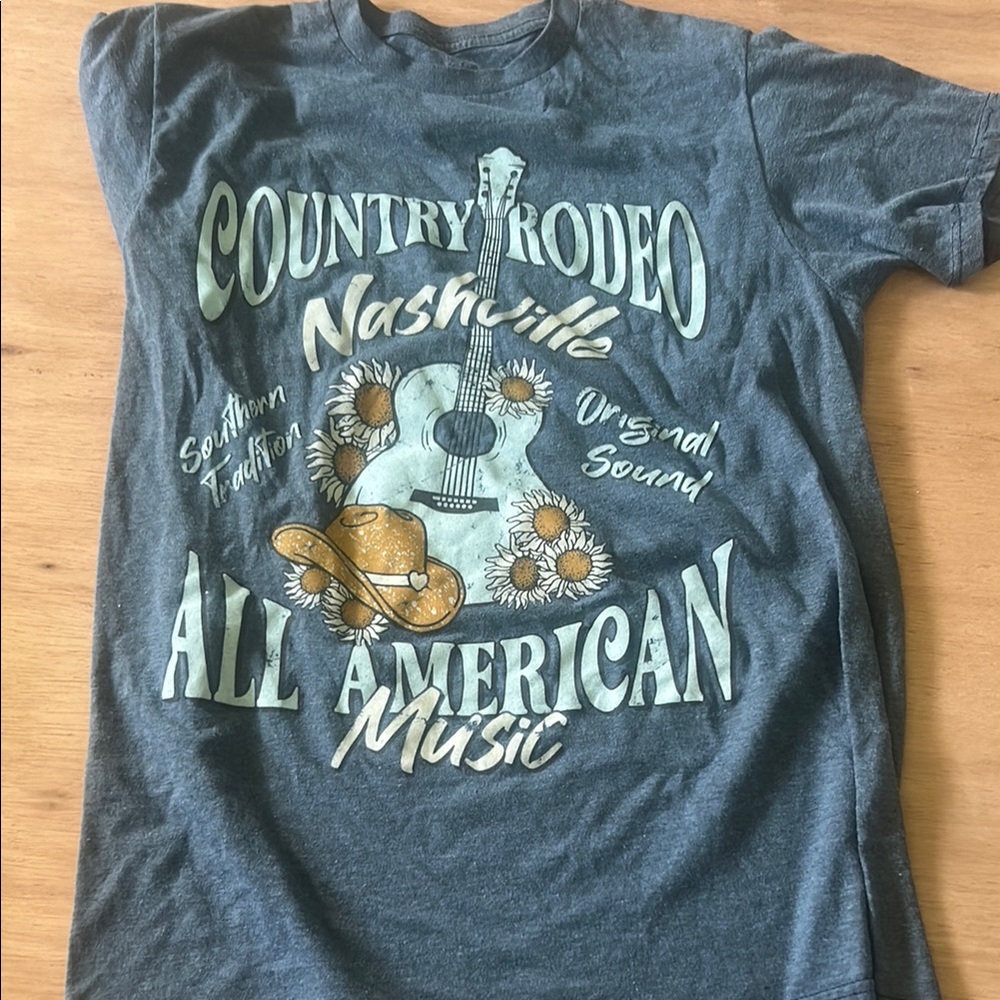 COUNTRY RODEO
Nashville
Southern
Tradition
Original
Sound
ALL AMERICAN
Music